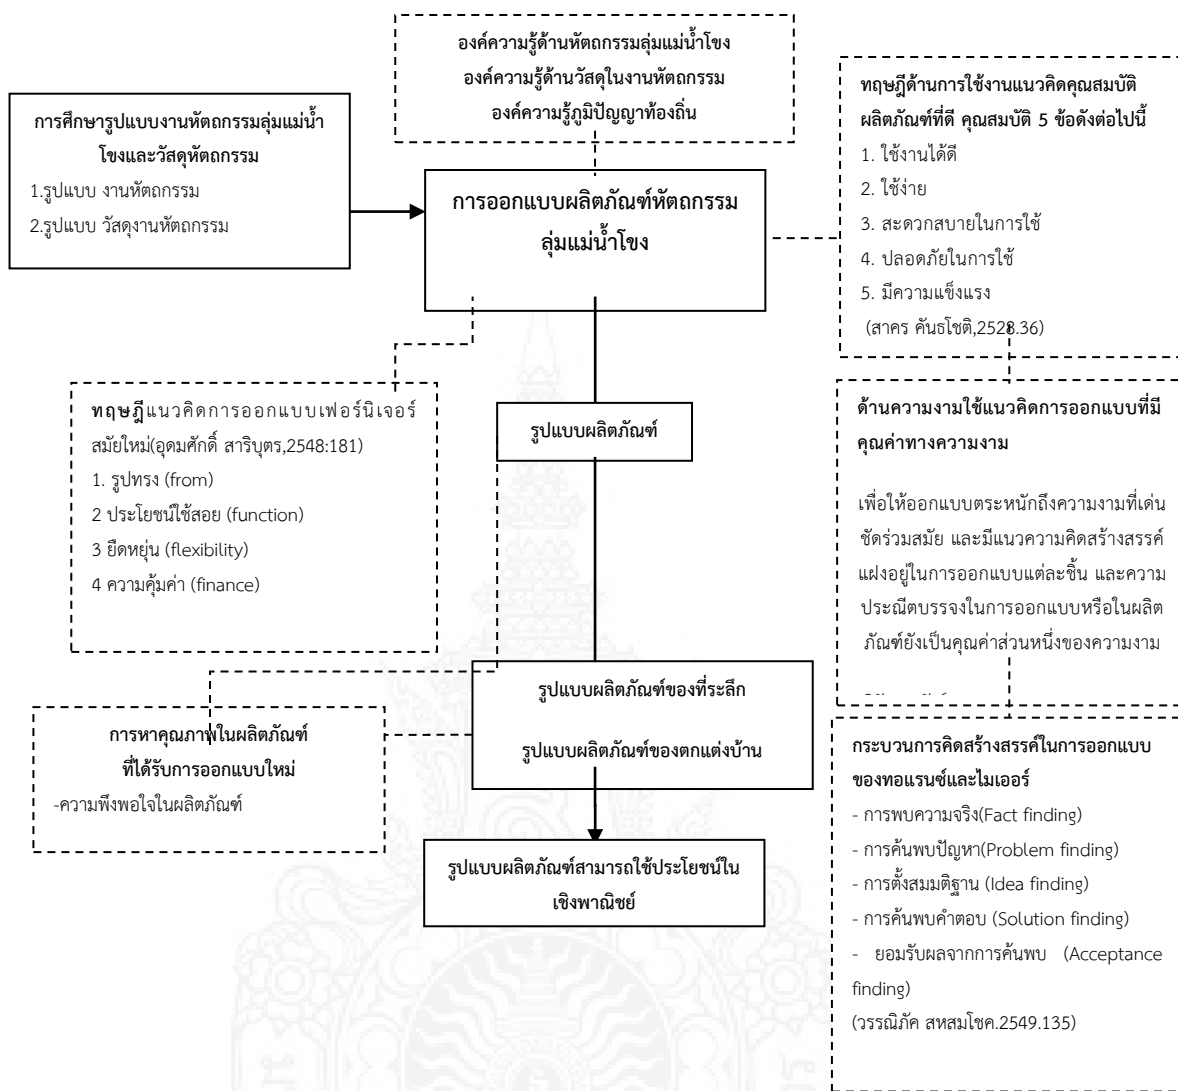 องค์ความรู้ด้านหัตถกรรมลุ่มแม่น้ำโขง
องค์ความรู้ด้านวัสดุในงานหัตถกรรม
องค์ความรู้ภูมิปัญญาท้องถิ่น
การศึกษารูปแบบงานหัตถกรรมลุ่มแม่น้ำ
โขงและวัสดุหัตถกรรม
1.รูปแบบ งานหัตถกรรม
2.รูปแบบ วัสดุงานหัตถกรรม
การออกแบบผลิตภัณฑ์หัตถกรรม
ลุ่มแม่น้ำโขง
ทฤษฎีด้านการใช้งานแนวคิดคุณสมบัติ
ผลิตภัณฑ์ที่ดี คุณสมบัติ 5 ข้อดังต่อไปนี้
1. ใช้งานได้ดี
2. ใช้ง่าย
3. สะดวกสบายในการใช้
4. ปลอดภัยในการใช้
5. มีความแข็งแรง
(สาคร คันธโชติ,2528.36)
ทฤษฎีแนวคิดการออกแบบเฟอร์นิเจอร์
สมัยใหม่(อุดมศักดิ์ สาริบุตร,2548:181)
1. รูปทรง (from)
2 ประโยชน์ใช้สอย (function)
3 ยืดหยุ่น (flexibility)
4 ความคุ้มค่า (finance)
รูปแบบผลิตภัณฑ์
ด้านความงามใช้แนวคิดการออกแบบที่มี
คุณค่าทางความงาม
เพื่อให้ออกแบบตระหนักถึงความงามที่เด่น
ชัดร่วมสมัย และมีแนวความคิดสร้างสรรค์
แฝงอยู่ในการออกแบบแต่ละชิ้น และความ
ประณีตบรรจงในการออกแบบหรือในผลิต
ภัณฑ์ยังเป็นคุณค่าส่วนหนึ่งของความงาม
รูปแบบผลิตภัณฑ์ของที่ระลึก
รูปแบบผลิตภัณฑ์ของตกแต่งบ้าน
การหาคุณภาพในผลิตภัณฑ์
ที่ได้รับการออกแบบใหม่
-ความพึงพอใจในผลิตภัณฑ์
รูปแบบผลิตภัณฑ์สามารถใช้ประโยชน์ใน
เชิงพาณิชย์
กระบวนการคิดสร้างสรรค์ในการออกแบบ
ของทอแรนซ์และไมเออร์
- การพบความจริง(Fact finding)
- การค้นพบปัญหา(Problem finding)
- การตั้งสมมติฐาน (Idea finding)
- การค้นพบคำตอบ (Solution finding)
- ยอมรับผลจากการค้นพบ (Acceptance
finding)
(วรรณิภัค สหสมโชค.2549.135)